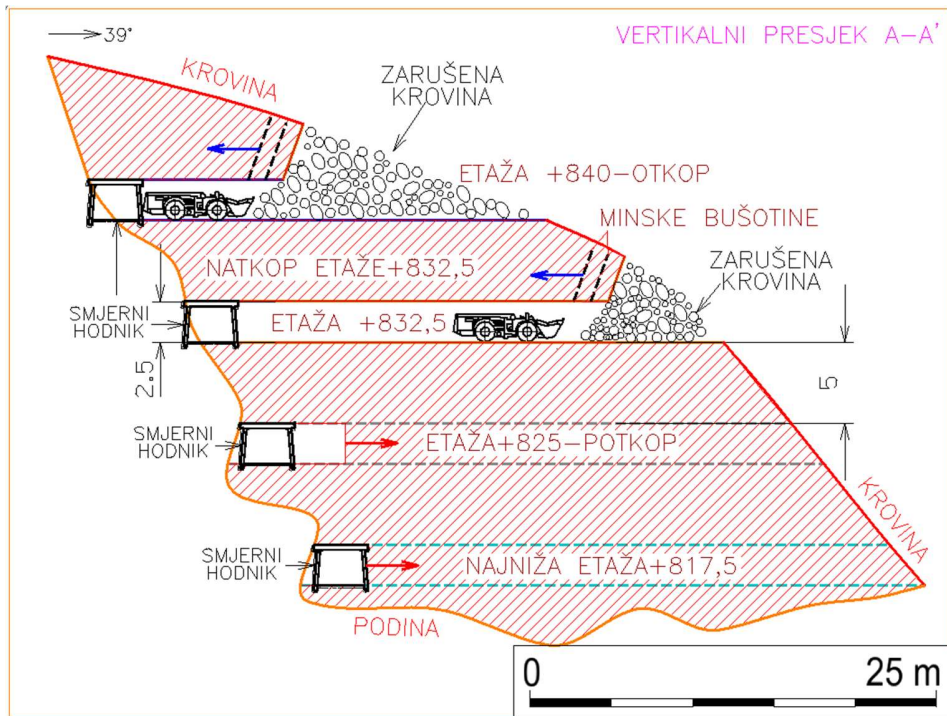 39°
VERTIKALNI PRESJEK A-A'
KROVINA
ZARUŠENA
KROVINA
ETAŽA +840-OTKOP
MINSKE BUŠOTINE
NATKOP ETAŽE+832,5
ZARUŠENA
KROVINA
SMJERNI
HODNIK
ETAŽA +832,5
2.5
5
SMJERNI
HODNIK
ETAŽA+825-POTKOP
KROVINA
SMJERNI
HODNIK
NAJNIŽA ETAŽA+817,5
PODINA
0 25 m